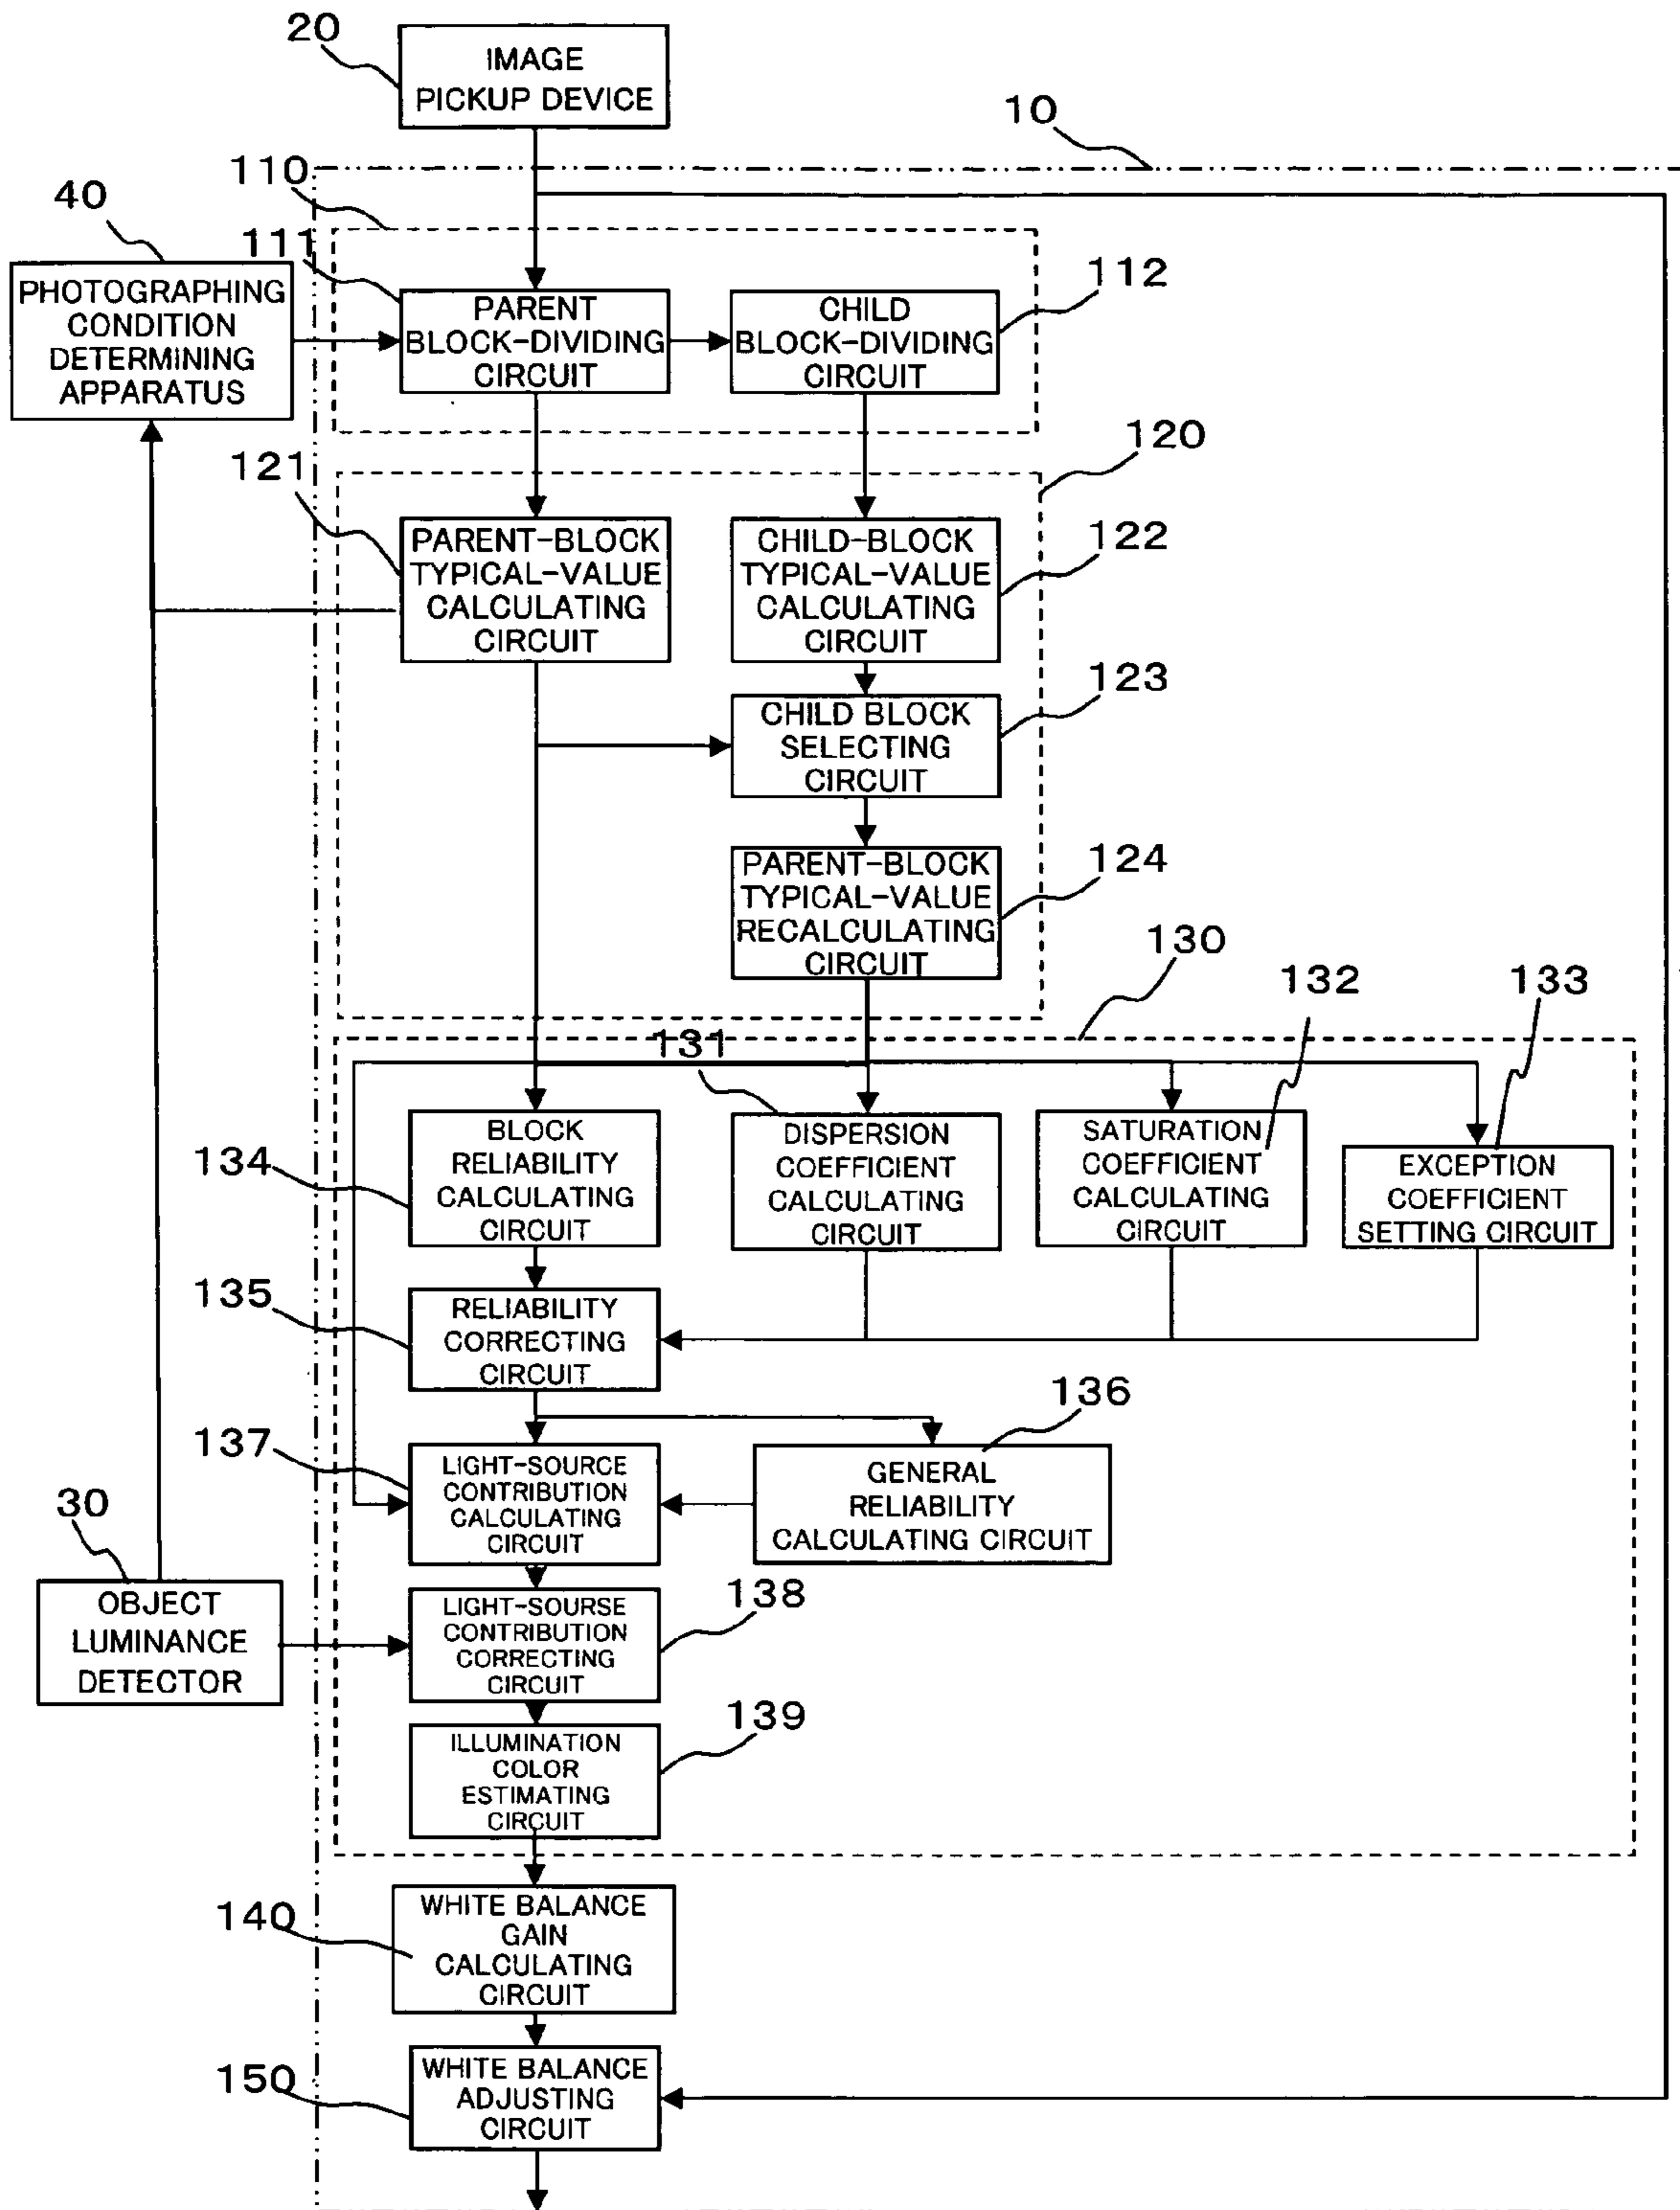 20
IMAGE
PICKUP DEVICE
10
110
40
111
PHOTOGRAPHING
CONDITION
DETERMINING
APPARATUS
PARENT
BLOCK-DIVIDING
CIRCUIT
CHILD
BLOCK-DIVIDING
CIRCUIT
112
120
121
PARENT-BLOCK
TYPICAL-VALUE
CALCULATING
CIRCUIT
CHILD-BLOCK
TYPICAL-VALUE
CALCULATING
CIRCUIT
122
123
CHILD BLOCK
SELECTING
CIRCUIT
124
PARENT-BLOCK
TYPICAL-VALUE
RECALCULATING
CIRCUIT
130
132
133
131
134
BLOCK
RELIABILITY
CALCULATING
CIRCUIT
DISPERSION
COEFFICIENT
CALCULATING
CIRCUIT
SATURATION
COEFFICIENT
CALCULATING
CIRCUIT
EXCEPTION
COEFFICIENT
SETTING CIRCUIT
135
RELIABILITY
CORRECTING
CIRCUIT
136
137
LIGHT-SOURCE
CONTRIBUTION
CALCULATING
CIRCUIT
GENERAL
RELIABILITY
CALCULATING CIRCUIT
30
OBJECT
LUMINANCE
DETECTOR
LIGHT-SOURSE
CONTRIBUTION
CORRECTING
CIRCUIT
138
139
ILLUMINATION
COLOR
ESTIMATING
CIRCUIT
140
WHITE BALANCE
GAIN
CALCULATING
CIRCUIT
150
WHITE BALANCE
ADJUSTING
CIRCUIT